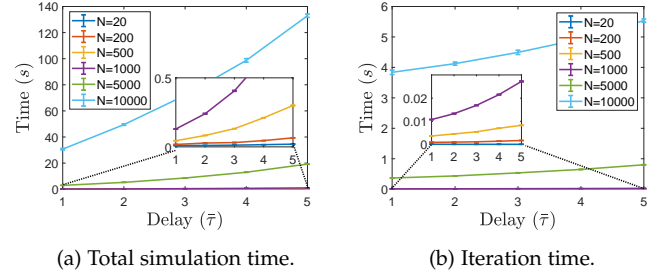 140
120
100
80
60
40
20
0
Time (s)
N=20
N=200
N=500
N=1000
N=5000
N=10000
0.5
0
1 2 3 4 5
1 2 3 4 5
Delay (τ̄)
(a) Total simulation time.
6
5
4
3
2
1
0
Time (s)
N=20
N=200
N=500
N=1000
N=5000
N=10000
0.02
0.01
0
1 2 3 4 5
1 2 3 4 5
Delay (τ̄)
(b) Iteration time.